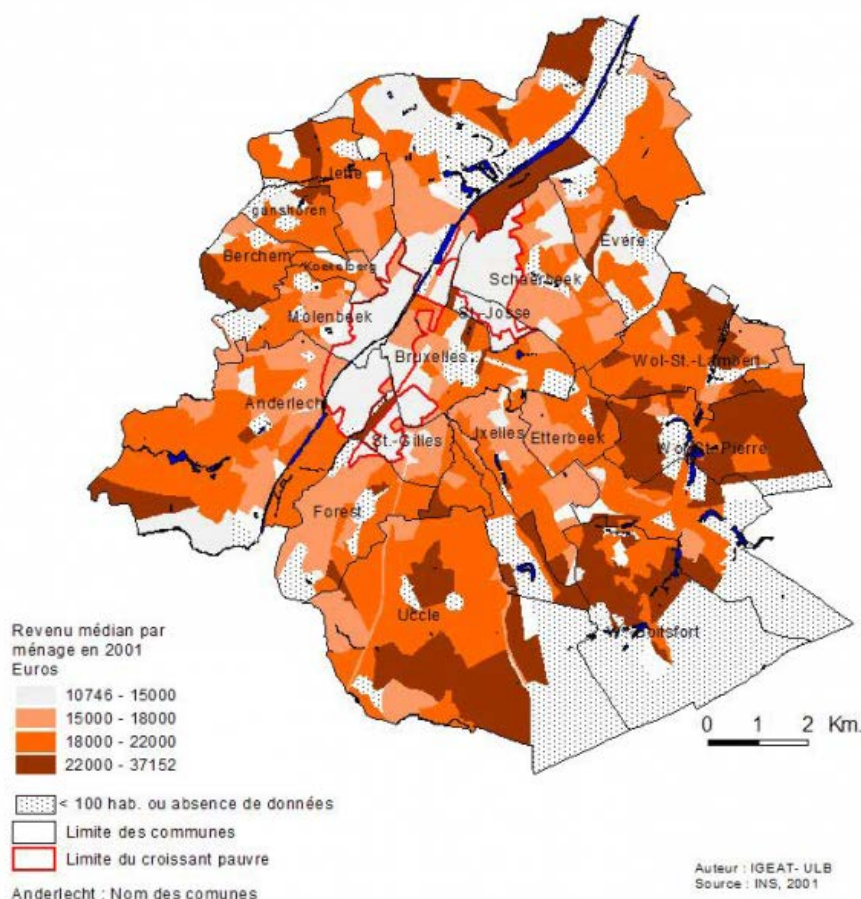 Jette
ganshoren
Berchem
Koekelberg
Evere
Schaerbeek
Molenbeek
St.-Josse
Bruxelles
Wol-St.-Lambert
Anderlech
St.-Gilles
Ixelles
Etterbeek
Wol-St.-Pierre
Forest
Uccle
Boitsfort
Revenu médian par
ménage en 2001
Euros
10746 - 15000
15000 - 18000
18000 - 22000
22000 - 37152
< 100 hab. ou absence de données
Limite des communes
Limite du croissant pauvre
Anderlecht : Nom des comunes
0 1 2 Km.
Auteur : IGEAT- ULB
Source : INS, 2001